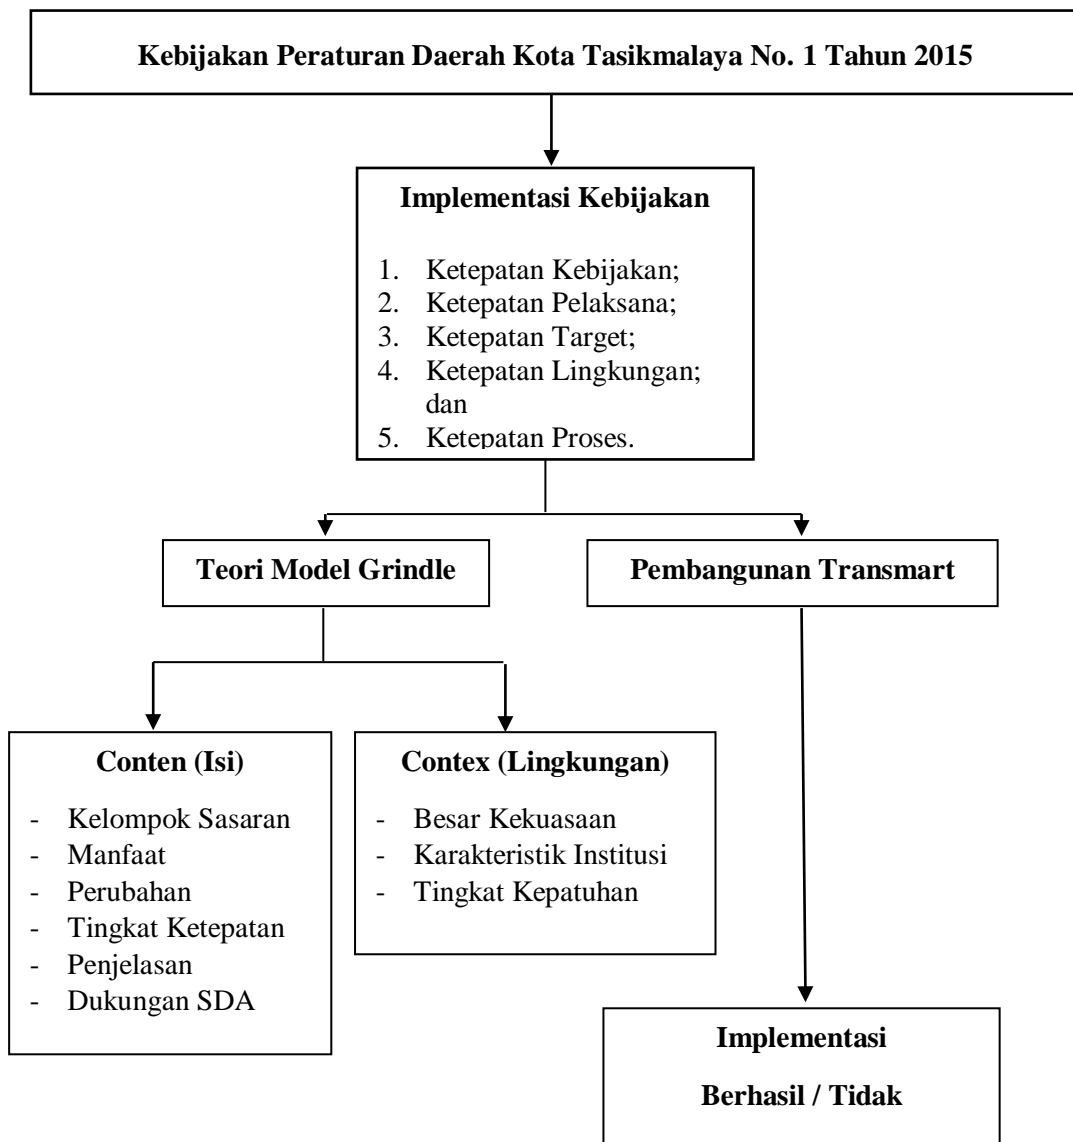 Kebijakan Peraturan Daerah Kota Tasikmalaya No. 1 Tahun 2015
Implementasi Kebijakan
1. Ketepatan Kebijakan;
2. Ketepatan Pelaksana;
3. Ketepatan Target;
4. Ketepatan Lingkungan;
dan
5. Ketepatan Proses.
Teori Model Grindle
Pembangunan Transmart
Conten (Isi)
- Kelompok Sasaran
- Manfaat
- Perubahan
- Tingkat Ketepatan
- Penjelasan
- Dukungan SDA
Contex (Lingkungan)
- Besar Kekuasaan
- Karakteristik Institusi
- Tingkat Kepatuhan
Implementasi
Berhasil / Tidak